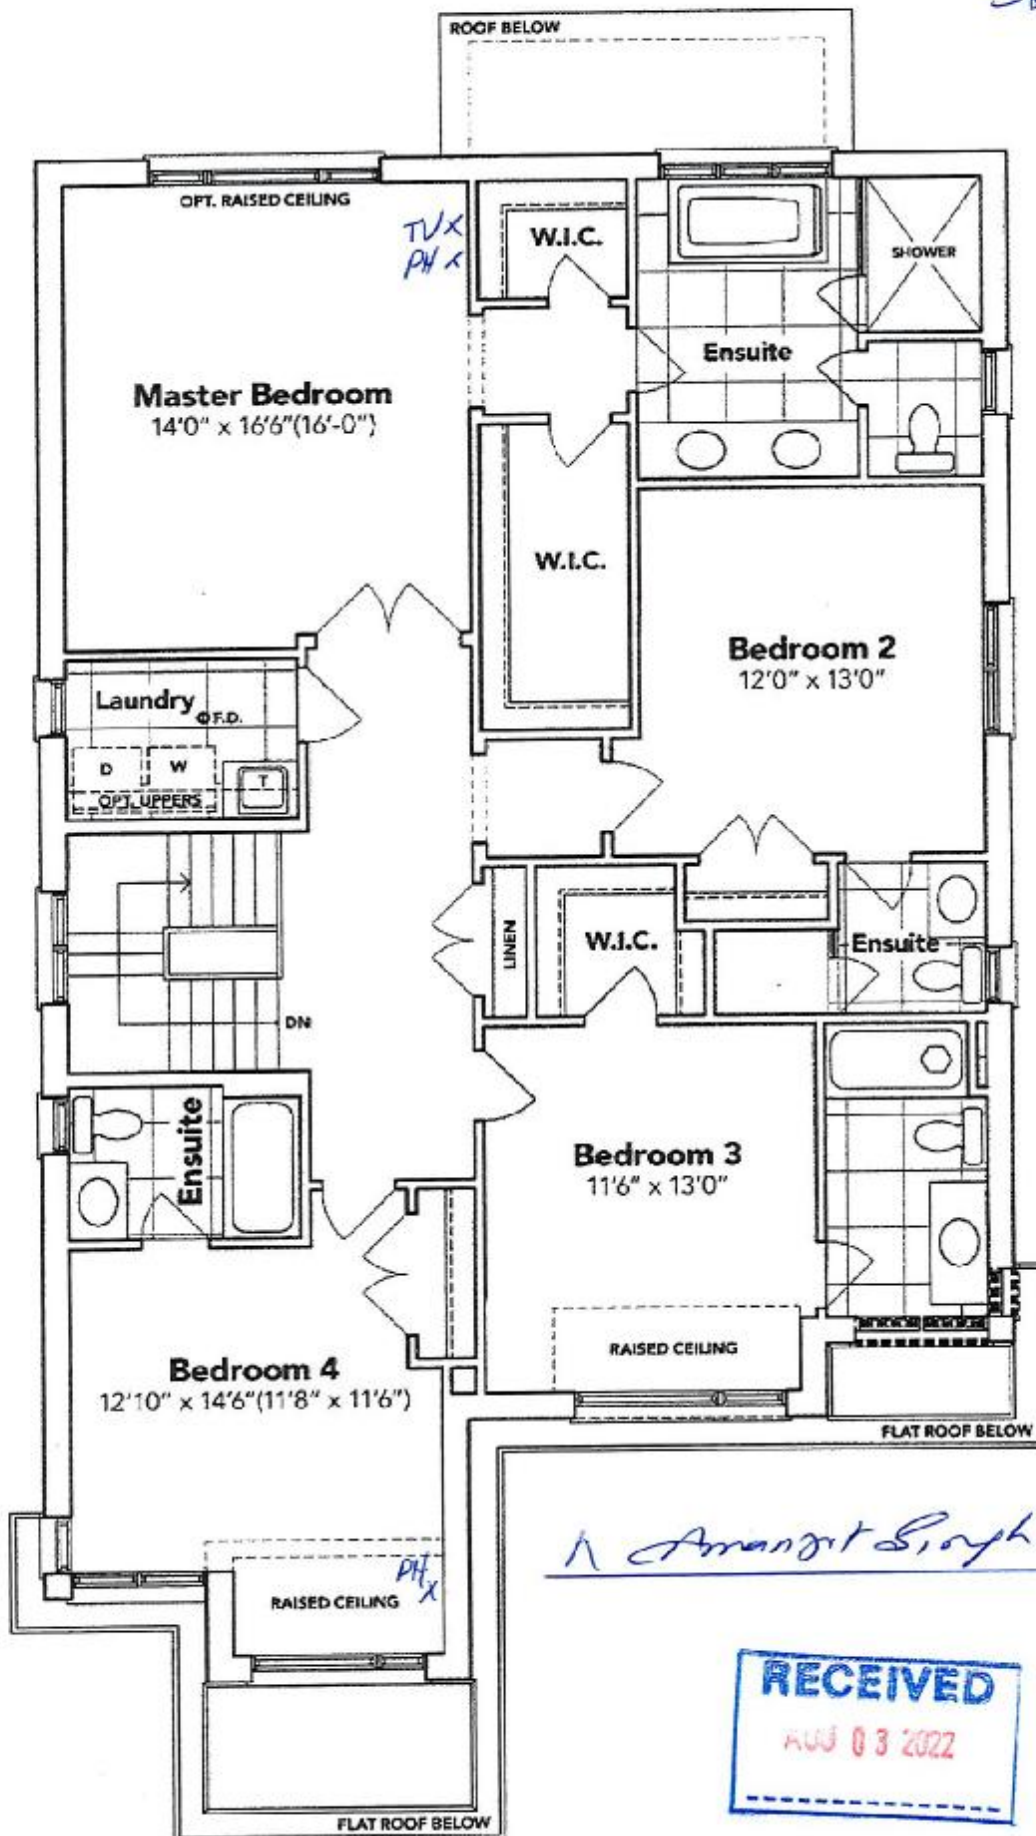 ROOF BELOW
OPT. RAISED CEILING
TV X
PH X
W.I.C.
SHOWER
Ensuite
Master Bedroom
14'0" x 16'6"(16'-0")
W.I.C.
Bedroom 2
12'0" x 13'0"
Laundry
F.D.
D
W
T
OPT. UPPERS
LINEN
W.I.C.
Ensuite
DN
Ensuite
Bedroom 3
11'6" x 13'0"
RAISED CEILING
Bedroom 4
12'10" x 14'6"(11'8" x 11'6")
FLAT ROOF BELOW
PH X
RAISED CEILING
Singh
RECEIVED
AUG 03 2022
FLAT ROOF BELOW